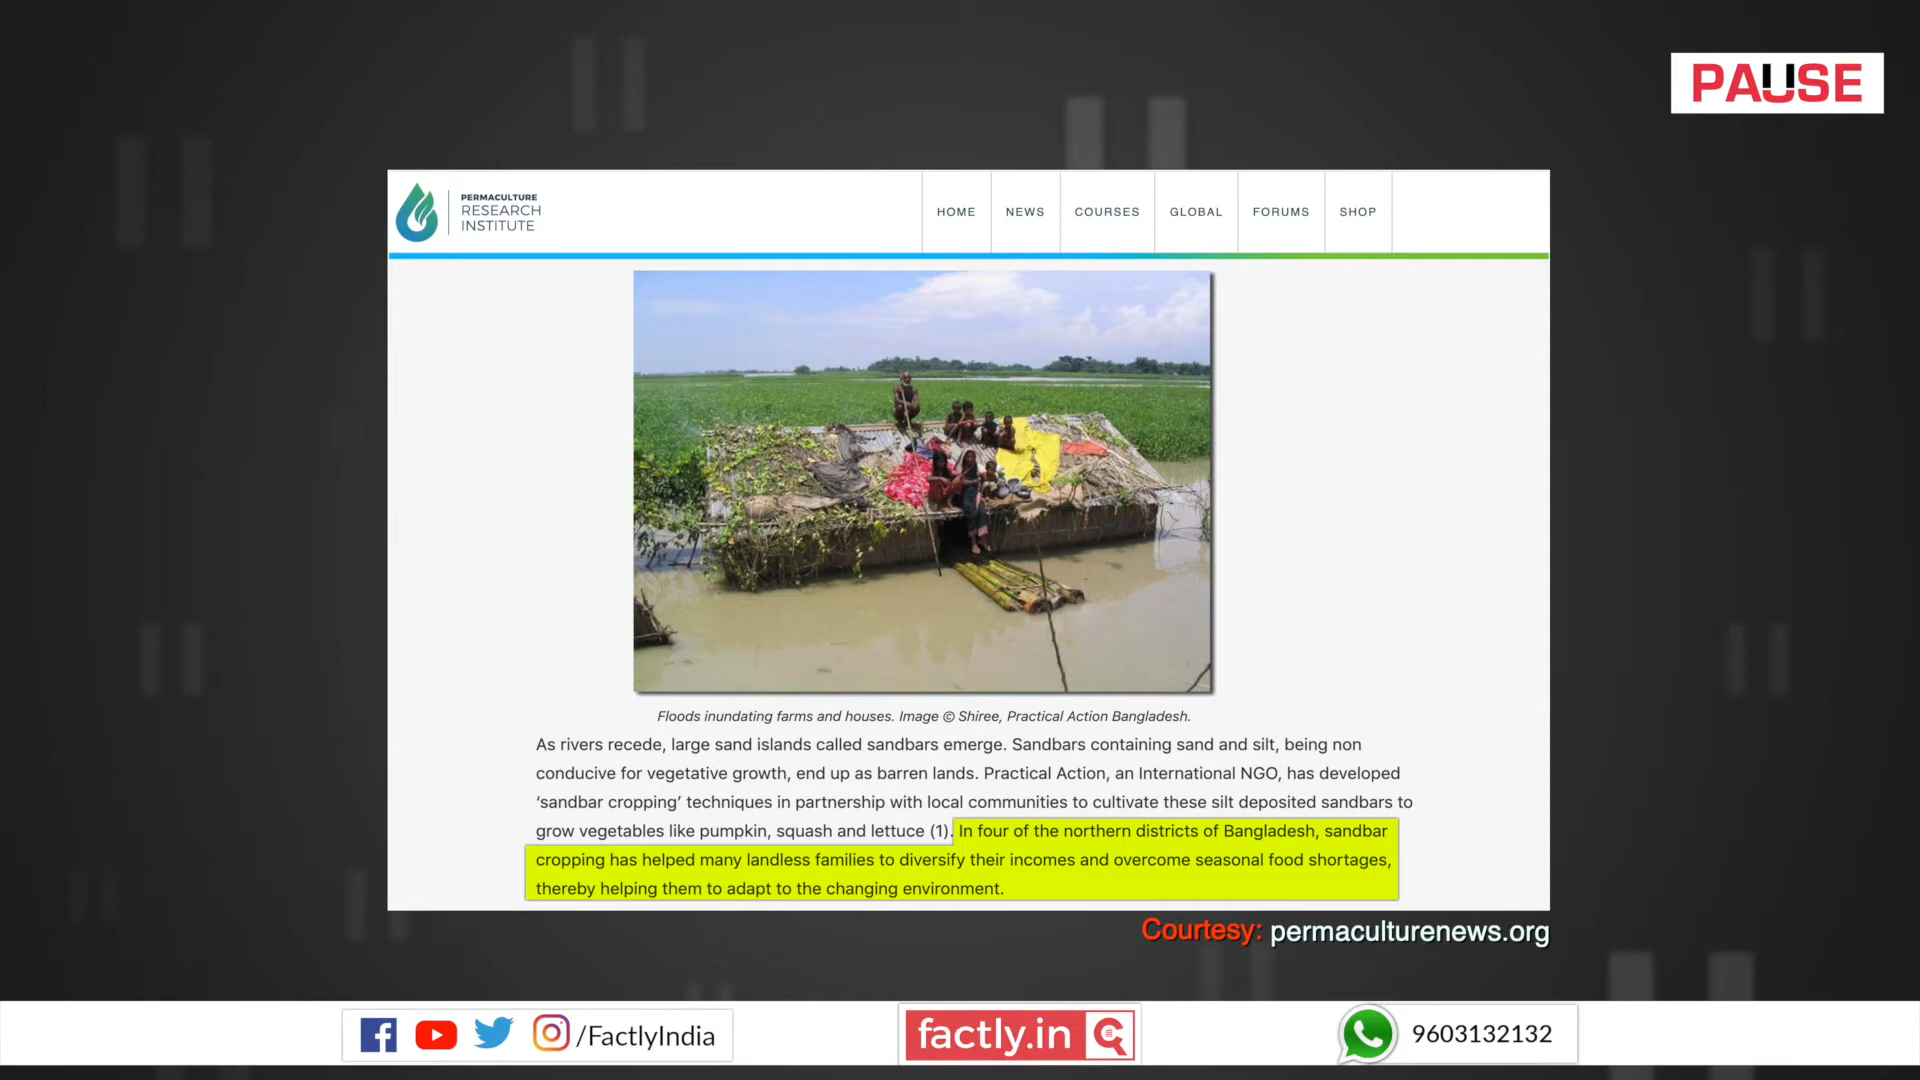 PAUSE
PERMACULTURE
RESEARCH
INSTITUTE
HOME NEWS COURSES GLOBAL FORUMS SHOP
Floods inundating farms and houses. Image © Shiree, Practical Action Bangladesh.
As rivers recede, large sand islands called sandbars emerge. Sandbars containing sand and silt, being non
conducive for vegetative growth, end up as barren lands. Practical Action, an International NGO, has developed
‘sandbar cropping’ techniques in partnership with local communities to cultivate these silt deposited sandbars to
grow vegetables like pumpkin, squash and lettuce (1). In four of the northern districts of Bangladesh, sandbar
cropping has helped many landless families to diversify their incomes and overcome seasonal food shortages,
thereby helping them to adapt to the changing environment.
Courtesy: permaculturenews.org
/FactlyIndia factly.in 9603132132